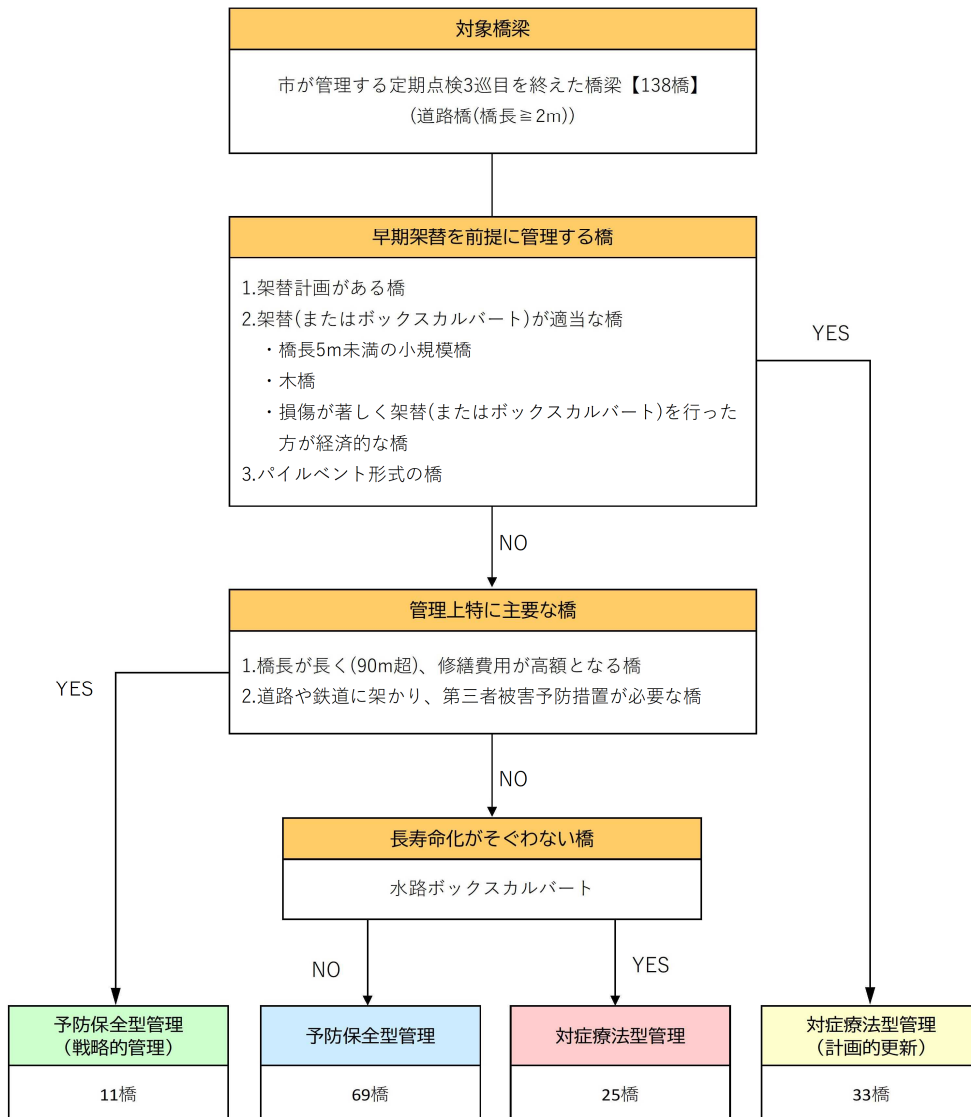 対象橋梁
市が管理する定期点検3巡目を終えた橋梁【138橋】
(道路橋(橋長≧2m))
早期架替を前提に管理する橋
1.架替計画がある橋
2.架替(またはボックスカルバート)が適当な橋
・橋長5m未満の小規模橋
・木橋
・損傷が著しく架替(またはボックスカルバート)を行った
方が経済的な橋
3.パイルベント形式の橋
YES
NO
管理上特に主要な橋
1.橋長が長く(90m超)、修繕費用が高額となる橋
2.道路や鉄道に架かり、第三者被害予防措置が必要な橋
YES
NO
長寿命化がそぐわない橋
水路ボックスカルバート
NO
YES
予防保全型管理
（戦略的管理）
11橋
予防保全型管理
69橋
対症療法型管理
25橋
対症療法型管理
（計画的更新）
33橋